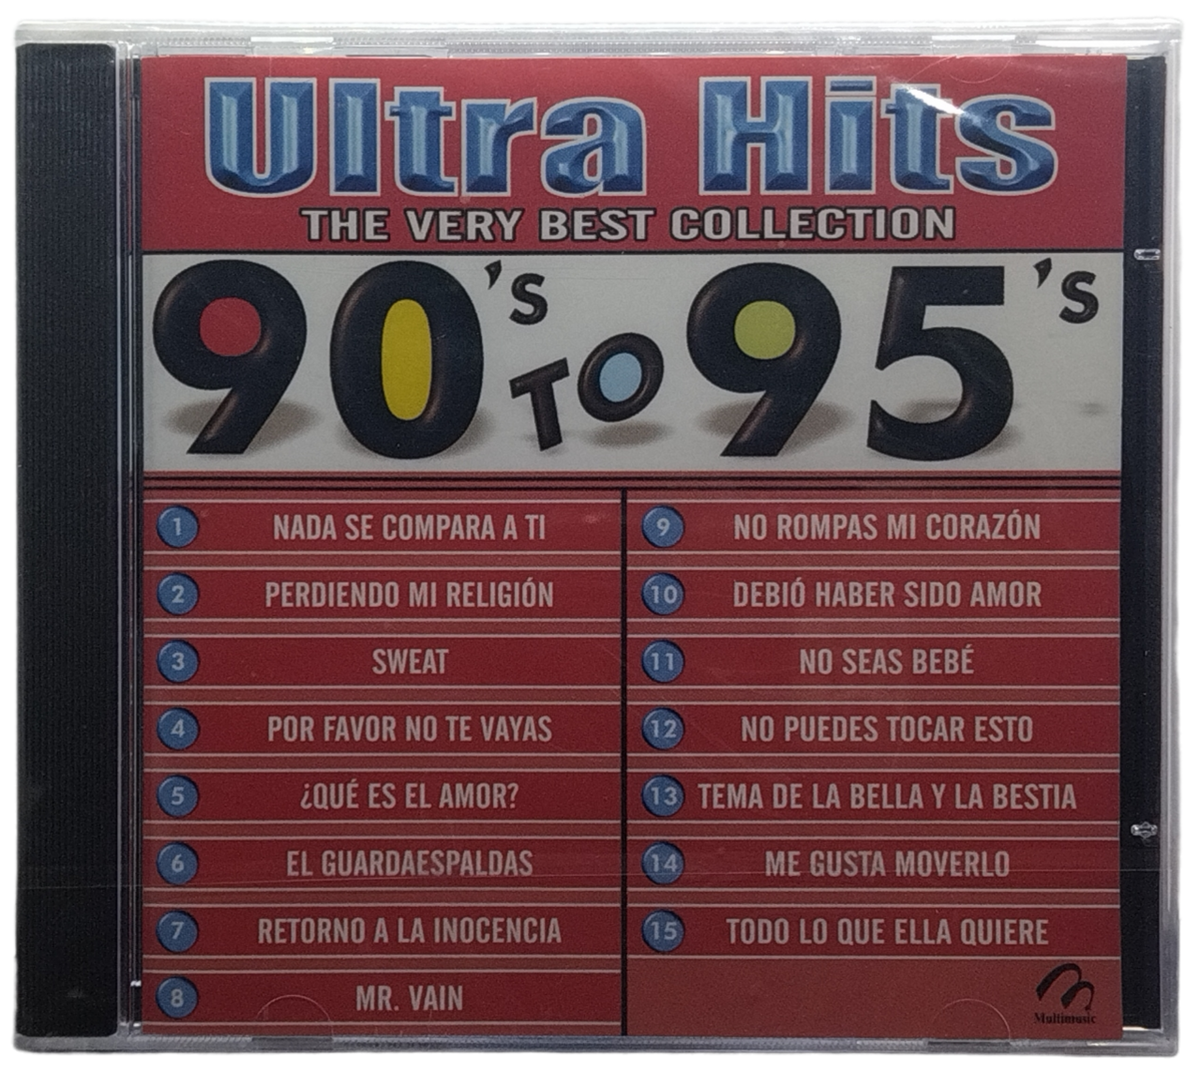 Ultra Hits
THE VERY BEST COLLECTION
90's TO 95's
1 NADA SE COMPARA A TI
2 PERDIENDO MI RELIGIÓN
3 SWEAT
4 POR FAVOR NO TE VAYAS
5 ¿QUÉ ES EL AMOR?
6 EL GUARDAESPALDAS
7 RETORNO A LA INOCENCIA
8 MR. VAIN
9 NO ROMPAS MI CORAZÓN
10 DEBIÓ HABER SIDO AMOR
11 NO SEAS BEBÉ
12 NO PUEDES TOCAR ESTO
13 TEMA DE LA BELLA Y LA BESTIA
14 ME GUSTA MOVERLO
15 TODO LO QUE ELLA QUIERE
Multimusic